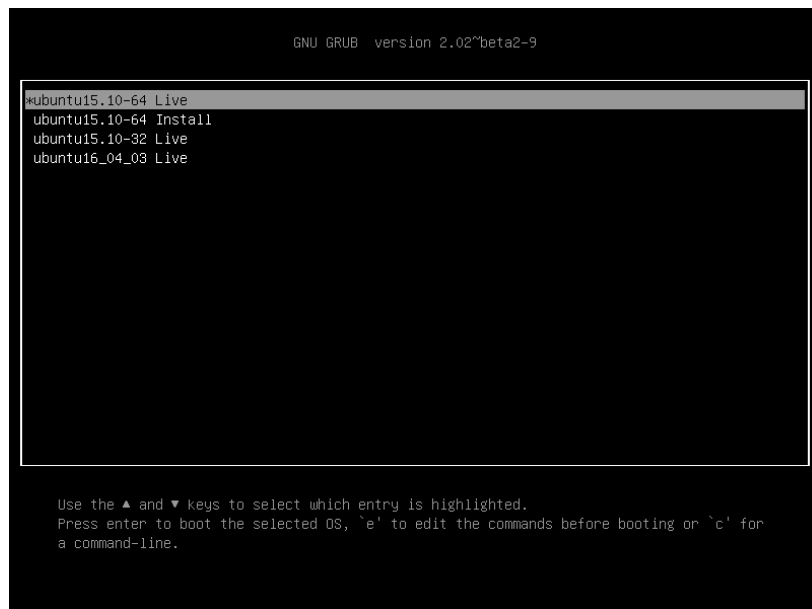 GNU GRUB  version 2.02~beta2-9
*ubuntu15.10-64 Live
ubuntu15.10-64 Install
ubuntu15.10-32 Live
ubuntu16_04_03 Live
Use the ▲ and ▼ keys to select which entry is highlighted.
Press enter to boot the selected OS, `e' to edit the commands before booting or `c' for
a command-line.